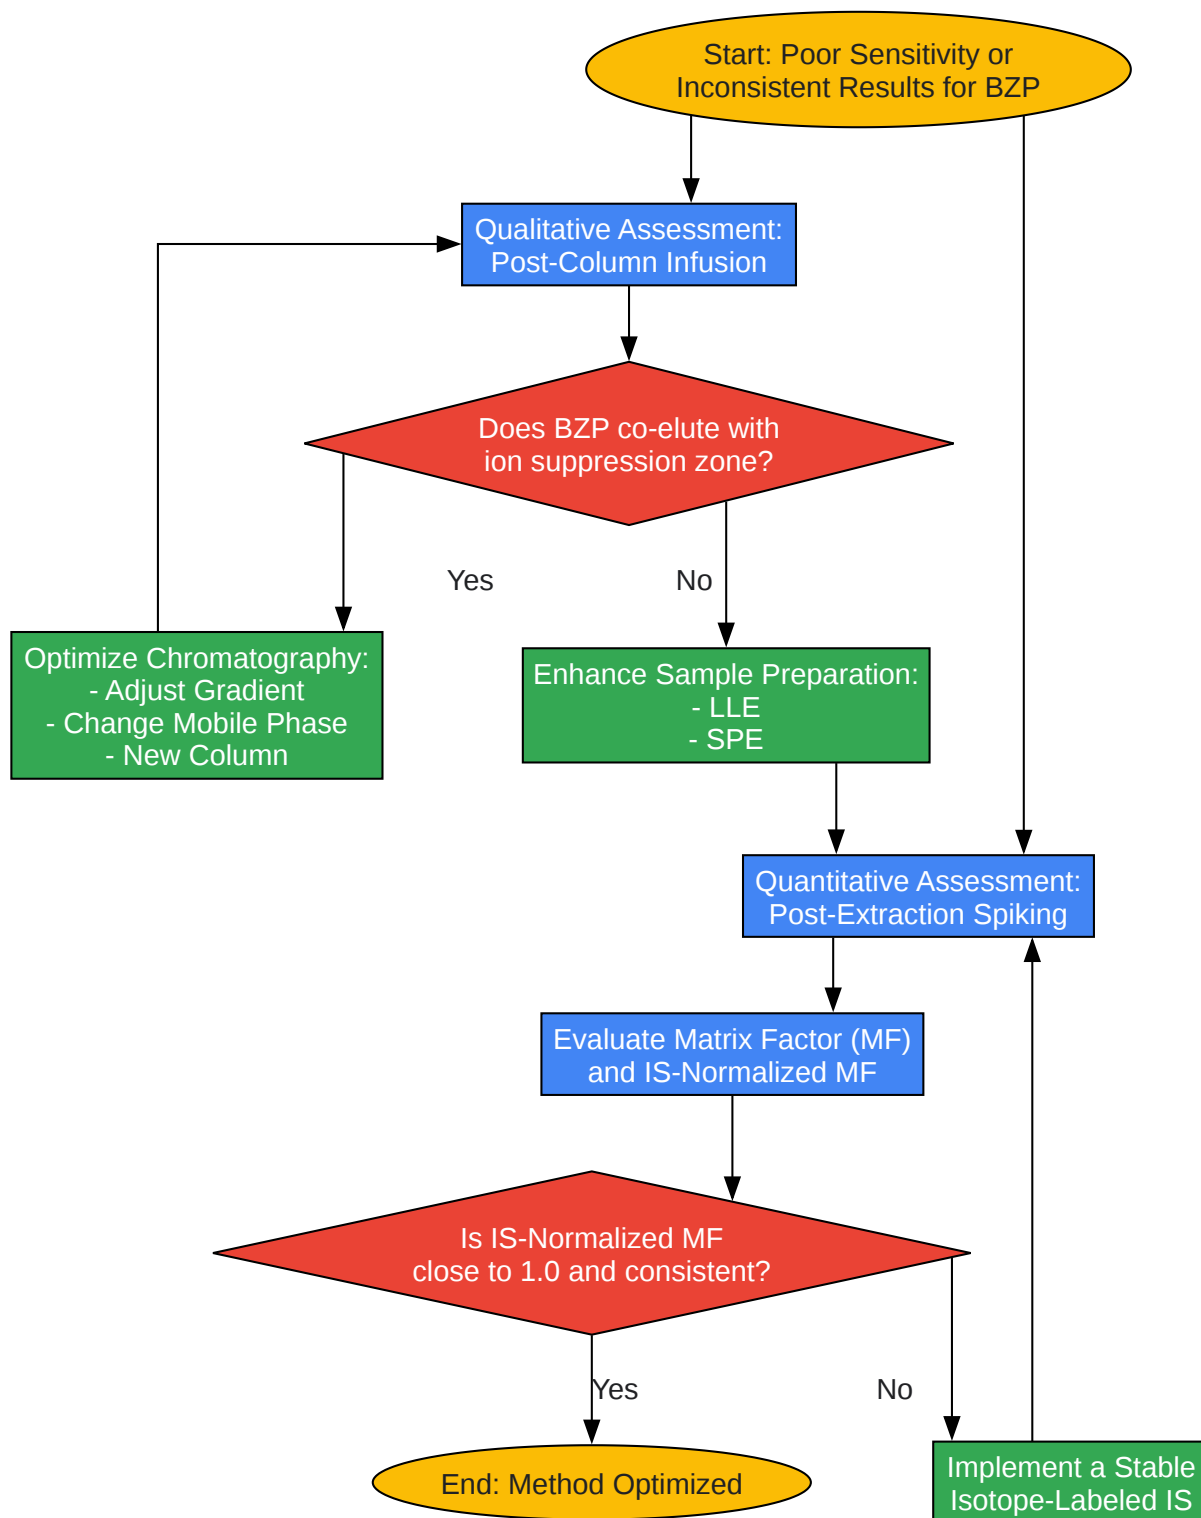 Start: Poor Sensitivity or
Inconsistent Results for BZP
Qualitative Assessment:
Post-Column Infusion
Does BZP co-elute with
ion suppression zone?
Yes
No
Optimize Chromatography:
- Adjust Gradient
- Change Mobile Phase
- New Column
Enhance Sample Preparation:
- LLE
- SPE
Quantitative Assessment:
Post-Extraction Spiking
Evaluate Matrix Factor (MF)
and IS-Normalized MF
Is IS-Normalized MF
close to 1.0 and consistent?
Yes
No
End: Method Optimized
Implement a Stable
Isotope-Labeled IS